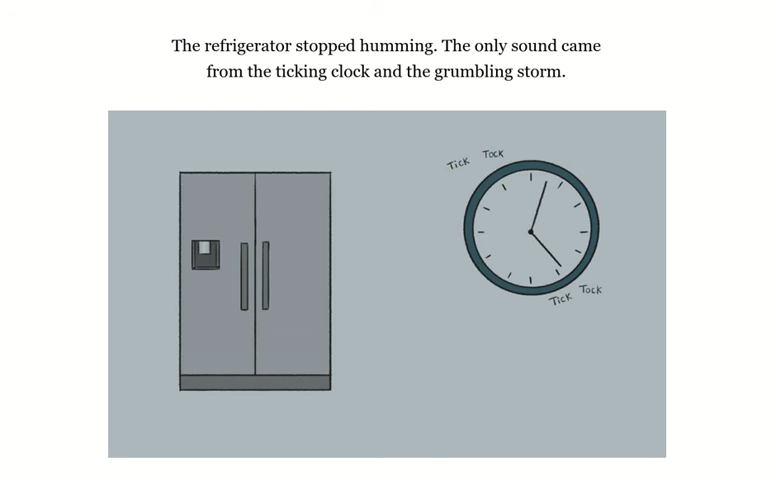 The refrigerator stopped humming. The only sound came
from the ticking clock and the grumbling storm.
Tick Tock
Tick Tock